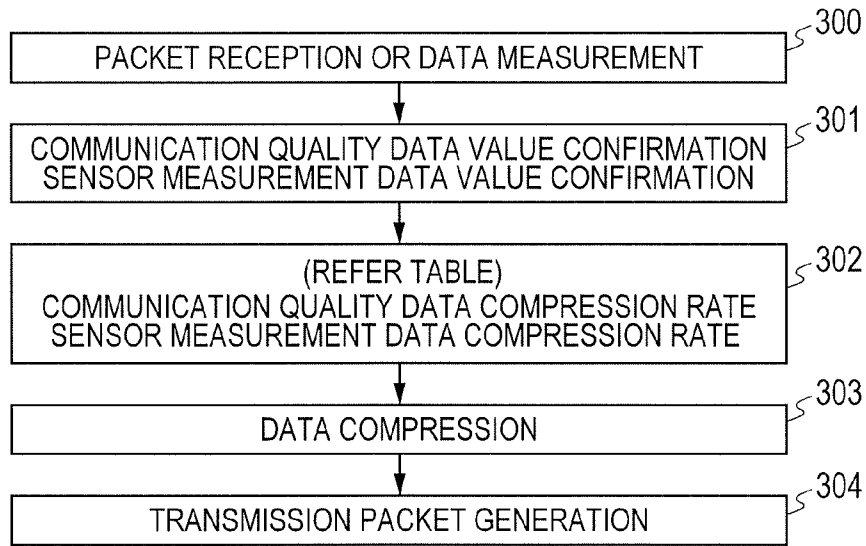 300
PACKET RECEPTION OR DATA MEASUREMENT
301
COMMUNICATION QUALITY DATA VALUE CONFIRMATION
SENSOR MEASUREMENT DATA VALUE CONFIRMATION
302
(REFER TABLE)
COMMUNICATION QUALITY DATA COMPRESSION RATE
SENSOR MEASUREMENT DATA COMPRESSION RATE
303
DATA COMPRESSION
304
TRANSMISSION PACKET GENERATION